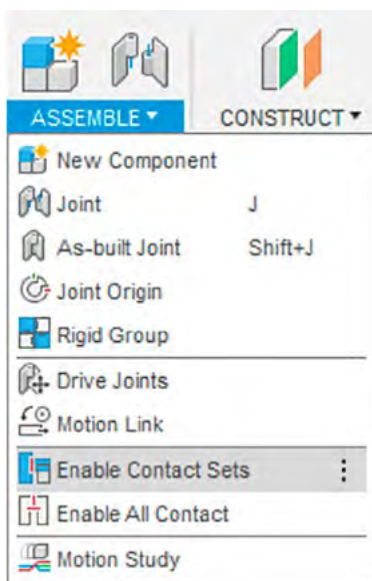 ASSEMBLE CONSTRUCT
New Component
Joint J
As-built Joint Shift+J
Joint Origin
Rigid Group
Drive Joints
Motion Link
Enable Contact Sets
Enable All Contact
Motion Study